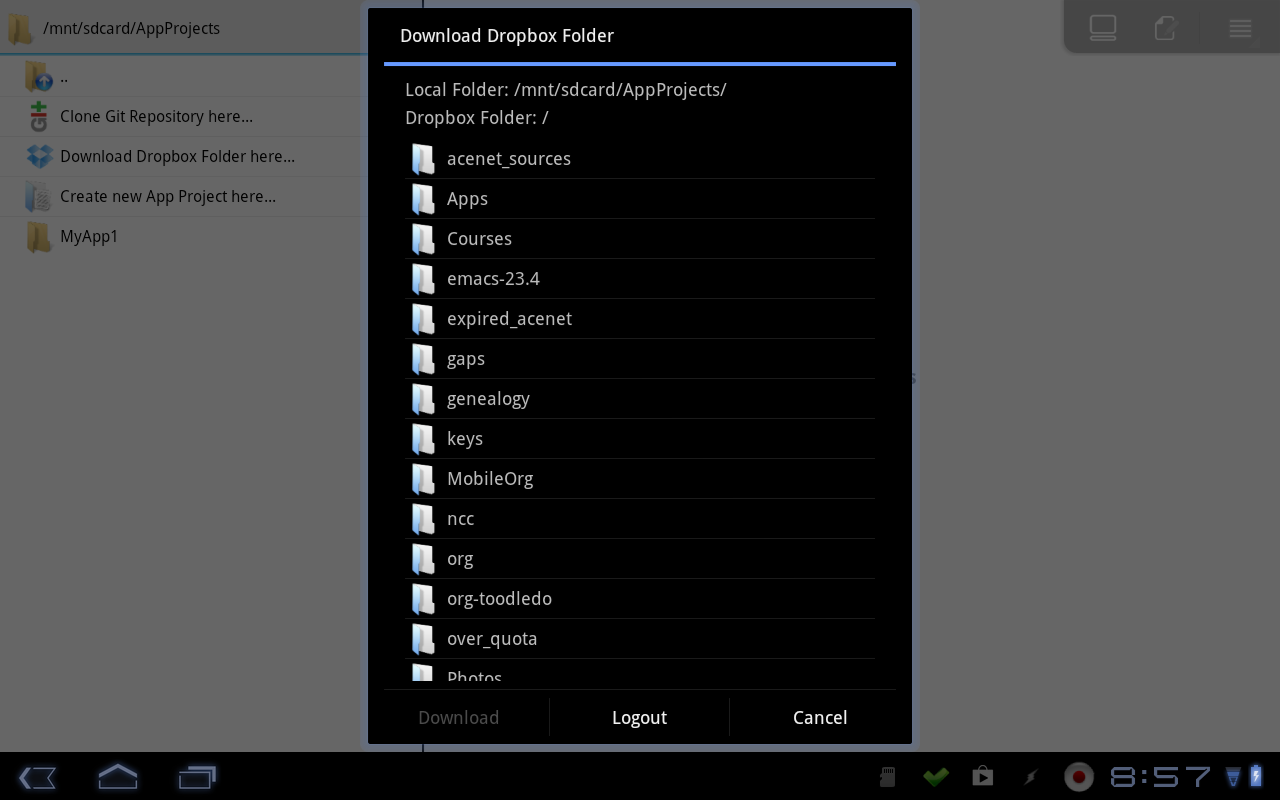 /mnt/sdcard/AppProjects
..
Clone Git Repository here...
Download Dropbox Folder here...
Create new App Project here...
MyApp1
Download Dropbox Folder
Local Folder: /mnt/sdcard/AppProjects/
Dropbox Folder: /
acenet_sources
Apps
Courses
emacs-23.4
expired_acenet
gaps
genealogy
keys
MobileOrg
ncc
org
org-toodledo
over_quota
Photos
Download Logout Cancel
8:57